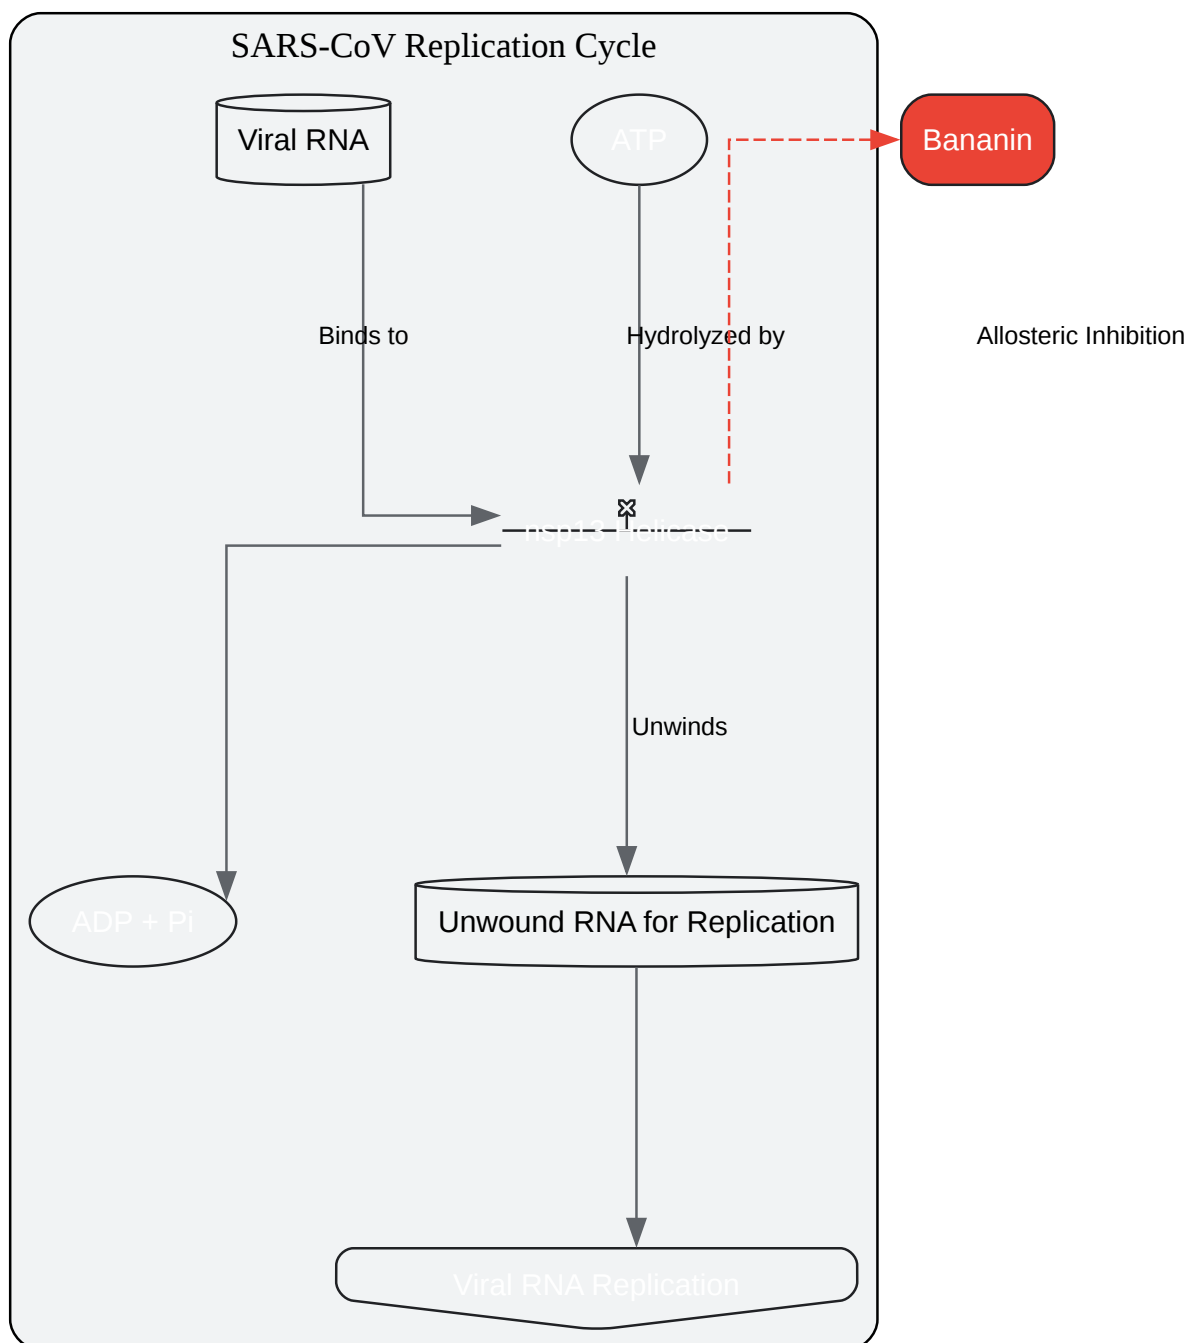 SARS-CoV Replication Cycle
Viral RNA
ATP
Bananin
Binds to
Hydrolyzed by
Allosteric Inhibition
nsp13 Helicase
Unwinds
ADP + Pi
Unwound RNA for Replication
Viral RNA Replication